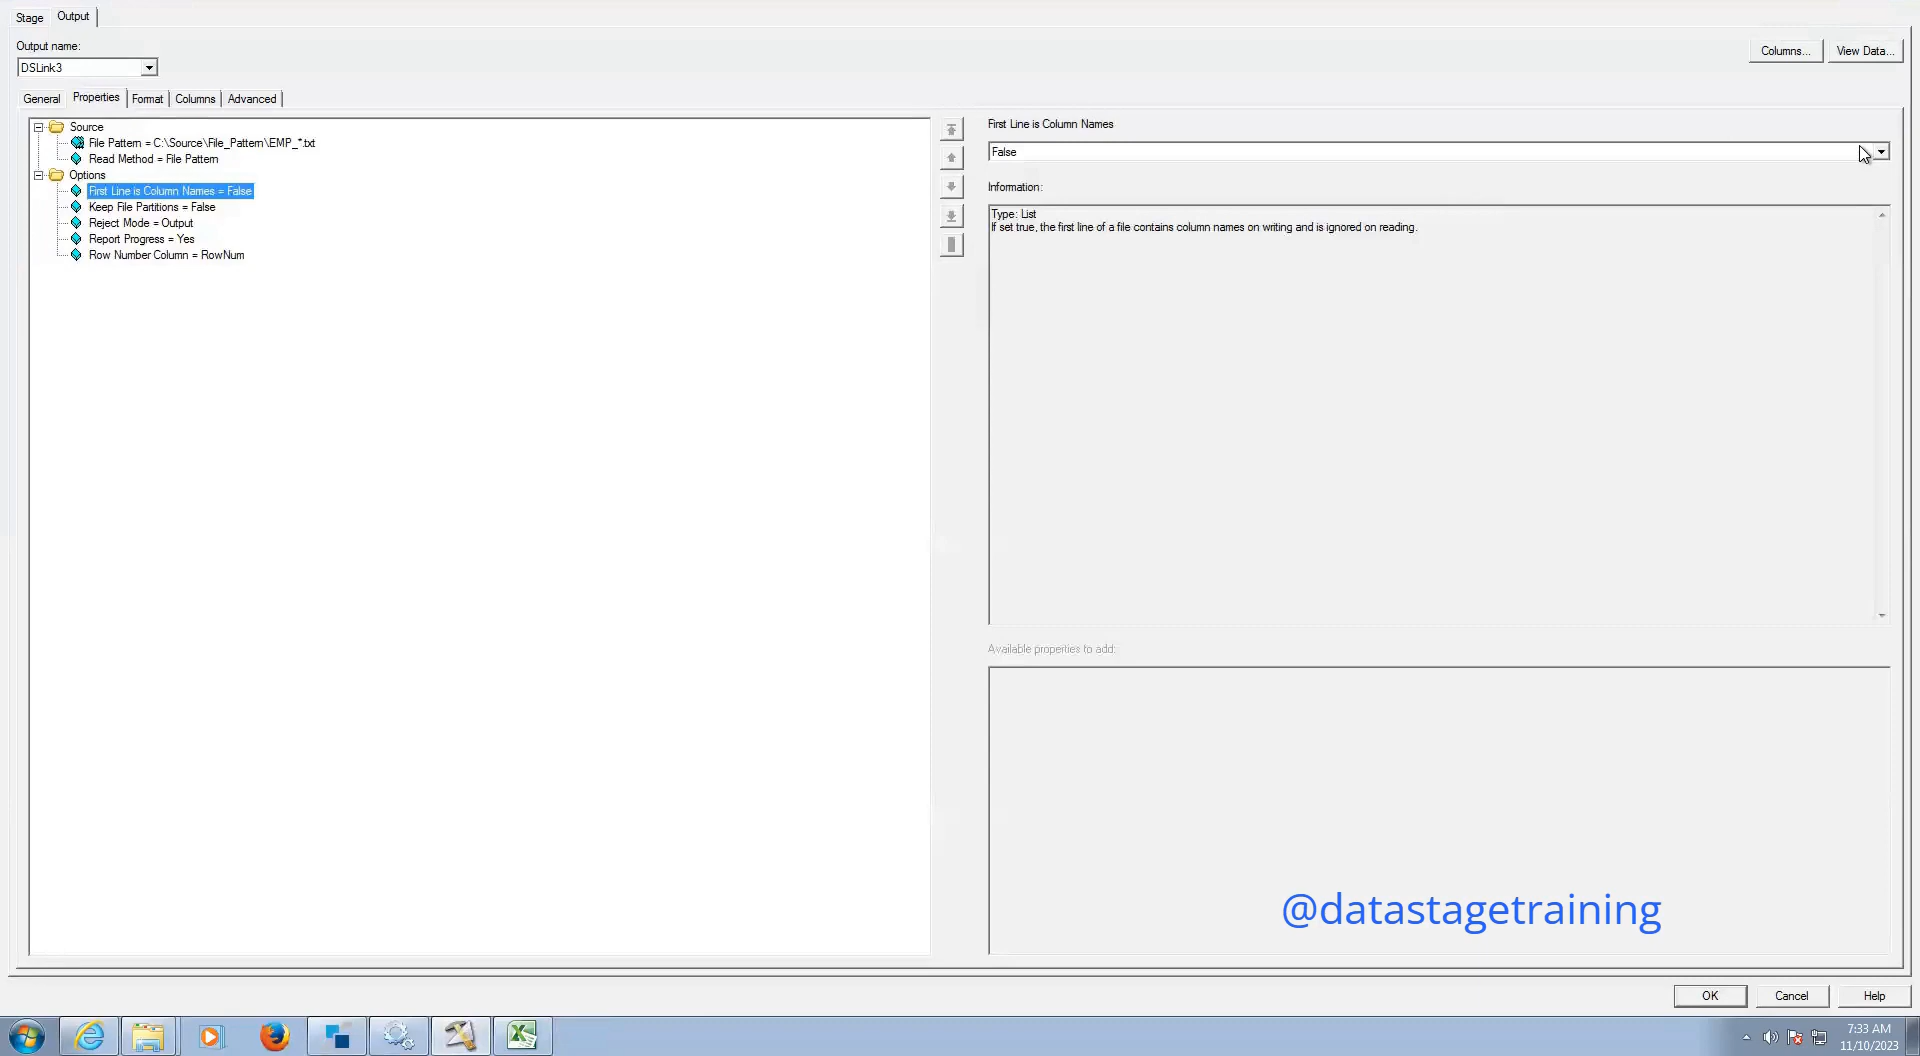 Stage Output
Output name:
DSLink3
Columns... View Data...
General Properties Format Columns Advanced
Source
File Pattern = C:\Source\File_Pattern\EMP_*.txt
Read Method = File Pattern
Options
First Line is Column Names = False
Keep File Partitions = False
Reject Mode = Output
Report Progress = Yes
Row Number Column = RowNum
First Line is Column Names
False
Information:
Type: List
If set true, the first line of a file contains column names on writing and is ignored on reading.
Available properties to add:
@datastagetraining
OK Cancel Help
7:33 AM
11/10/2023